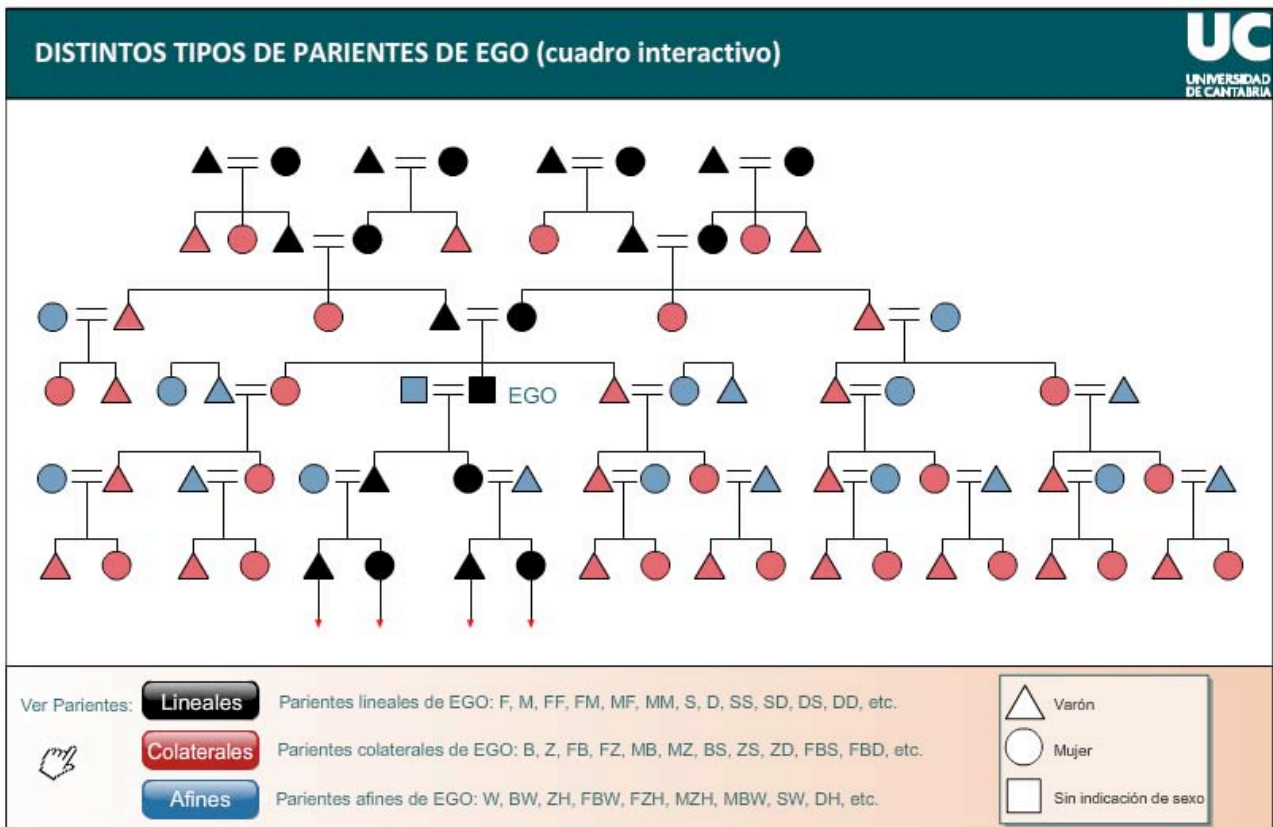 DISTINTOS TIPOS DE PARIENTES DE EGO (cuadro interactivo)
UC
UNIVERSIDAD
DE CANTABRIA
EGO
Ver Parientes:
Lineales
Parientes lineales de EGO: F, M, FF, FM, MF, MM, S, D, SS, SD, DS, DD, etc.
Colaterales
Parientes colaterales de EGO: B, Z, FB, FZ, MB, MZ, BS, ZS, ZD, FBS, FBD, etc.
Afines
Parientes afines de EGO: W, BW, ZH, FBW, FZH, MZH, MBW, SW, DH, etc.
Varón
Mujer
Sin indicación de sexo